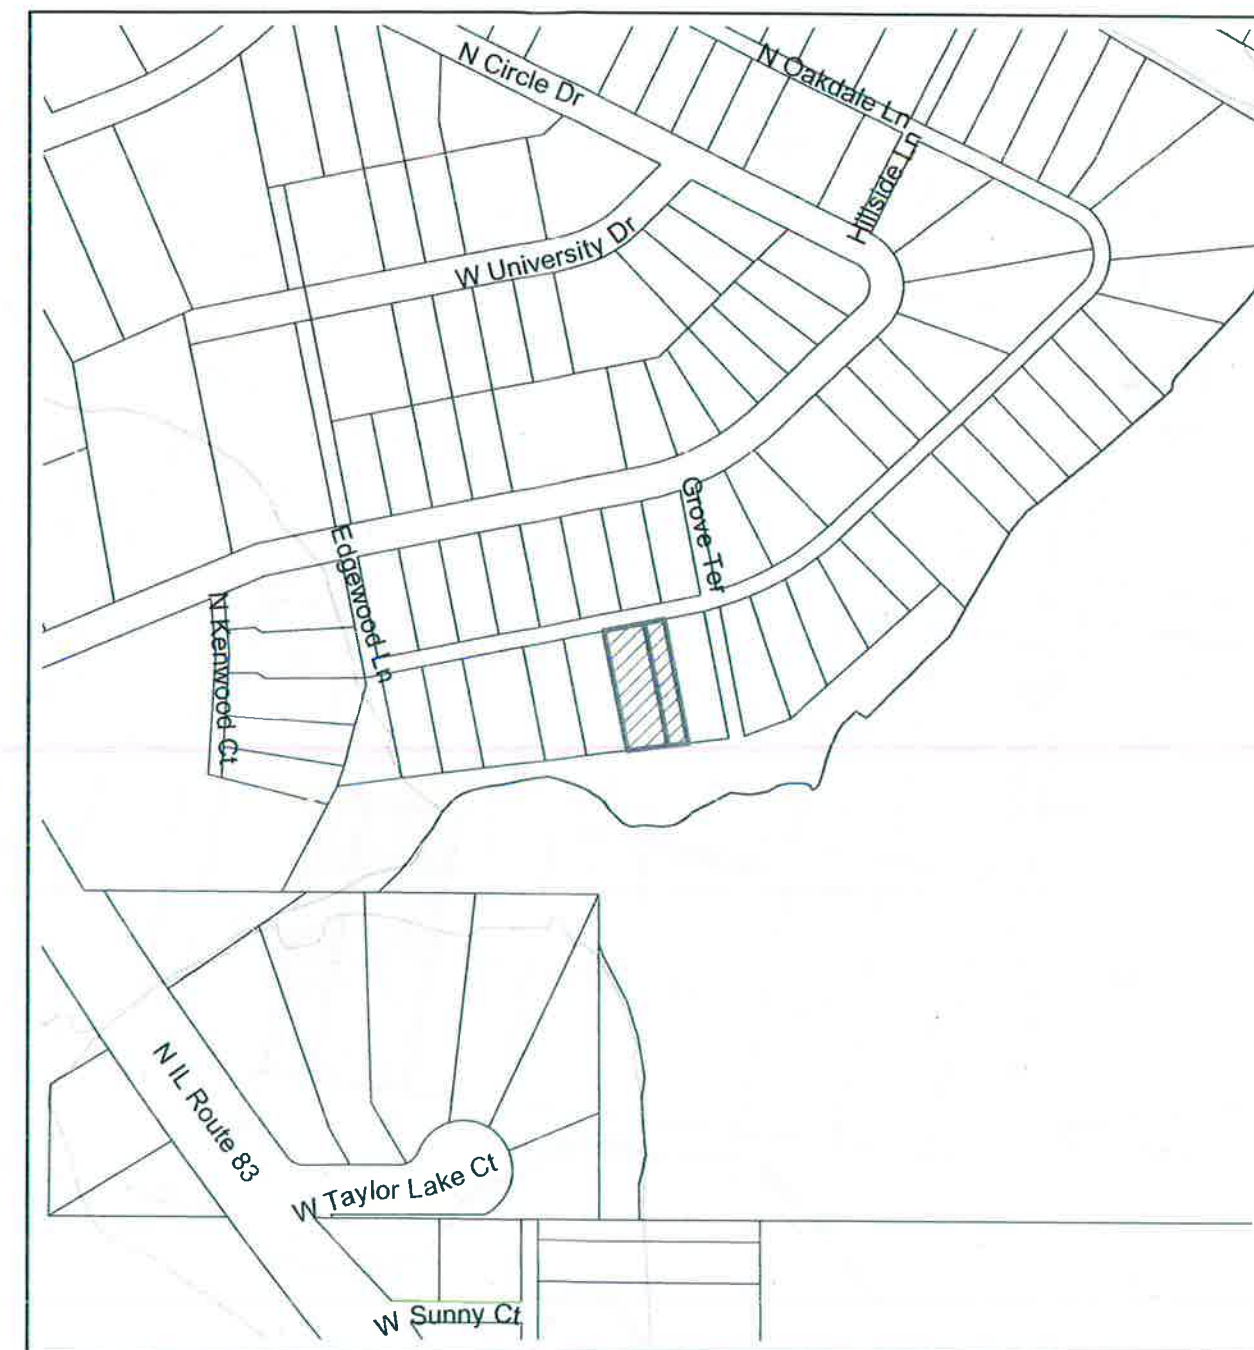 N Circle Dr
N Oakdale Ln
Hillside Ln
W University Dr
Grove Ter
Edgewood Ln
N Kenwood Ct
N IL Route 83
W Taylor Lake Ct
W Sunny Ct